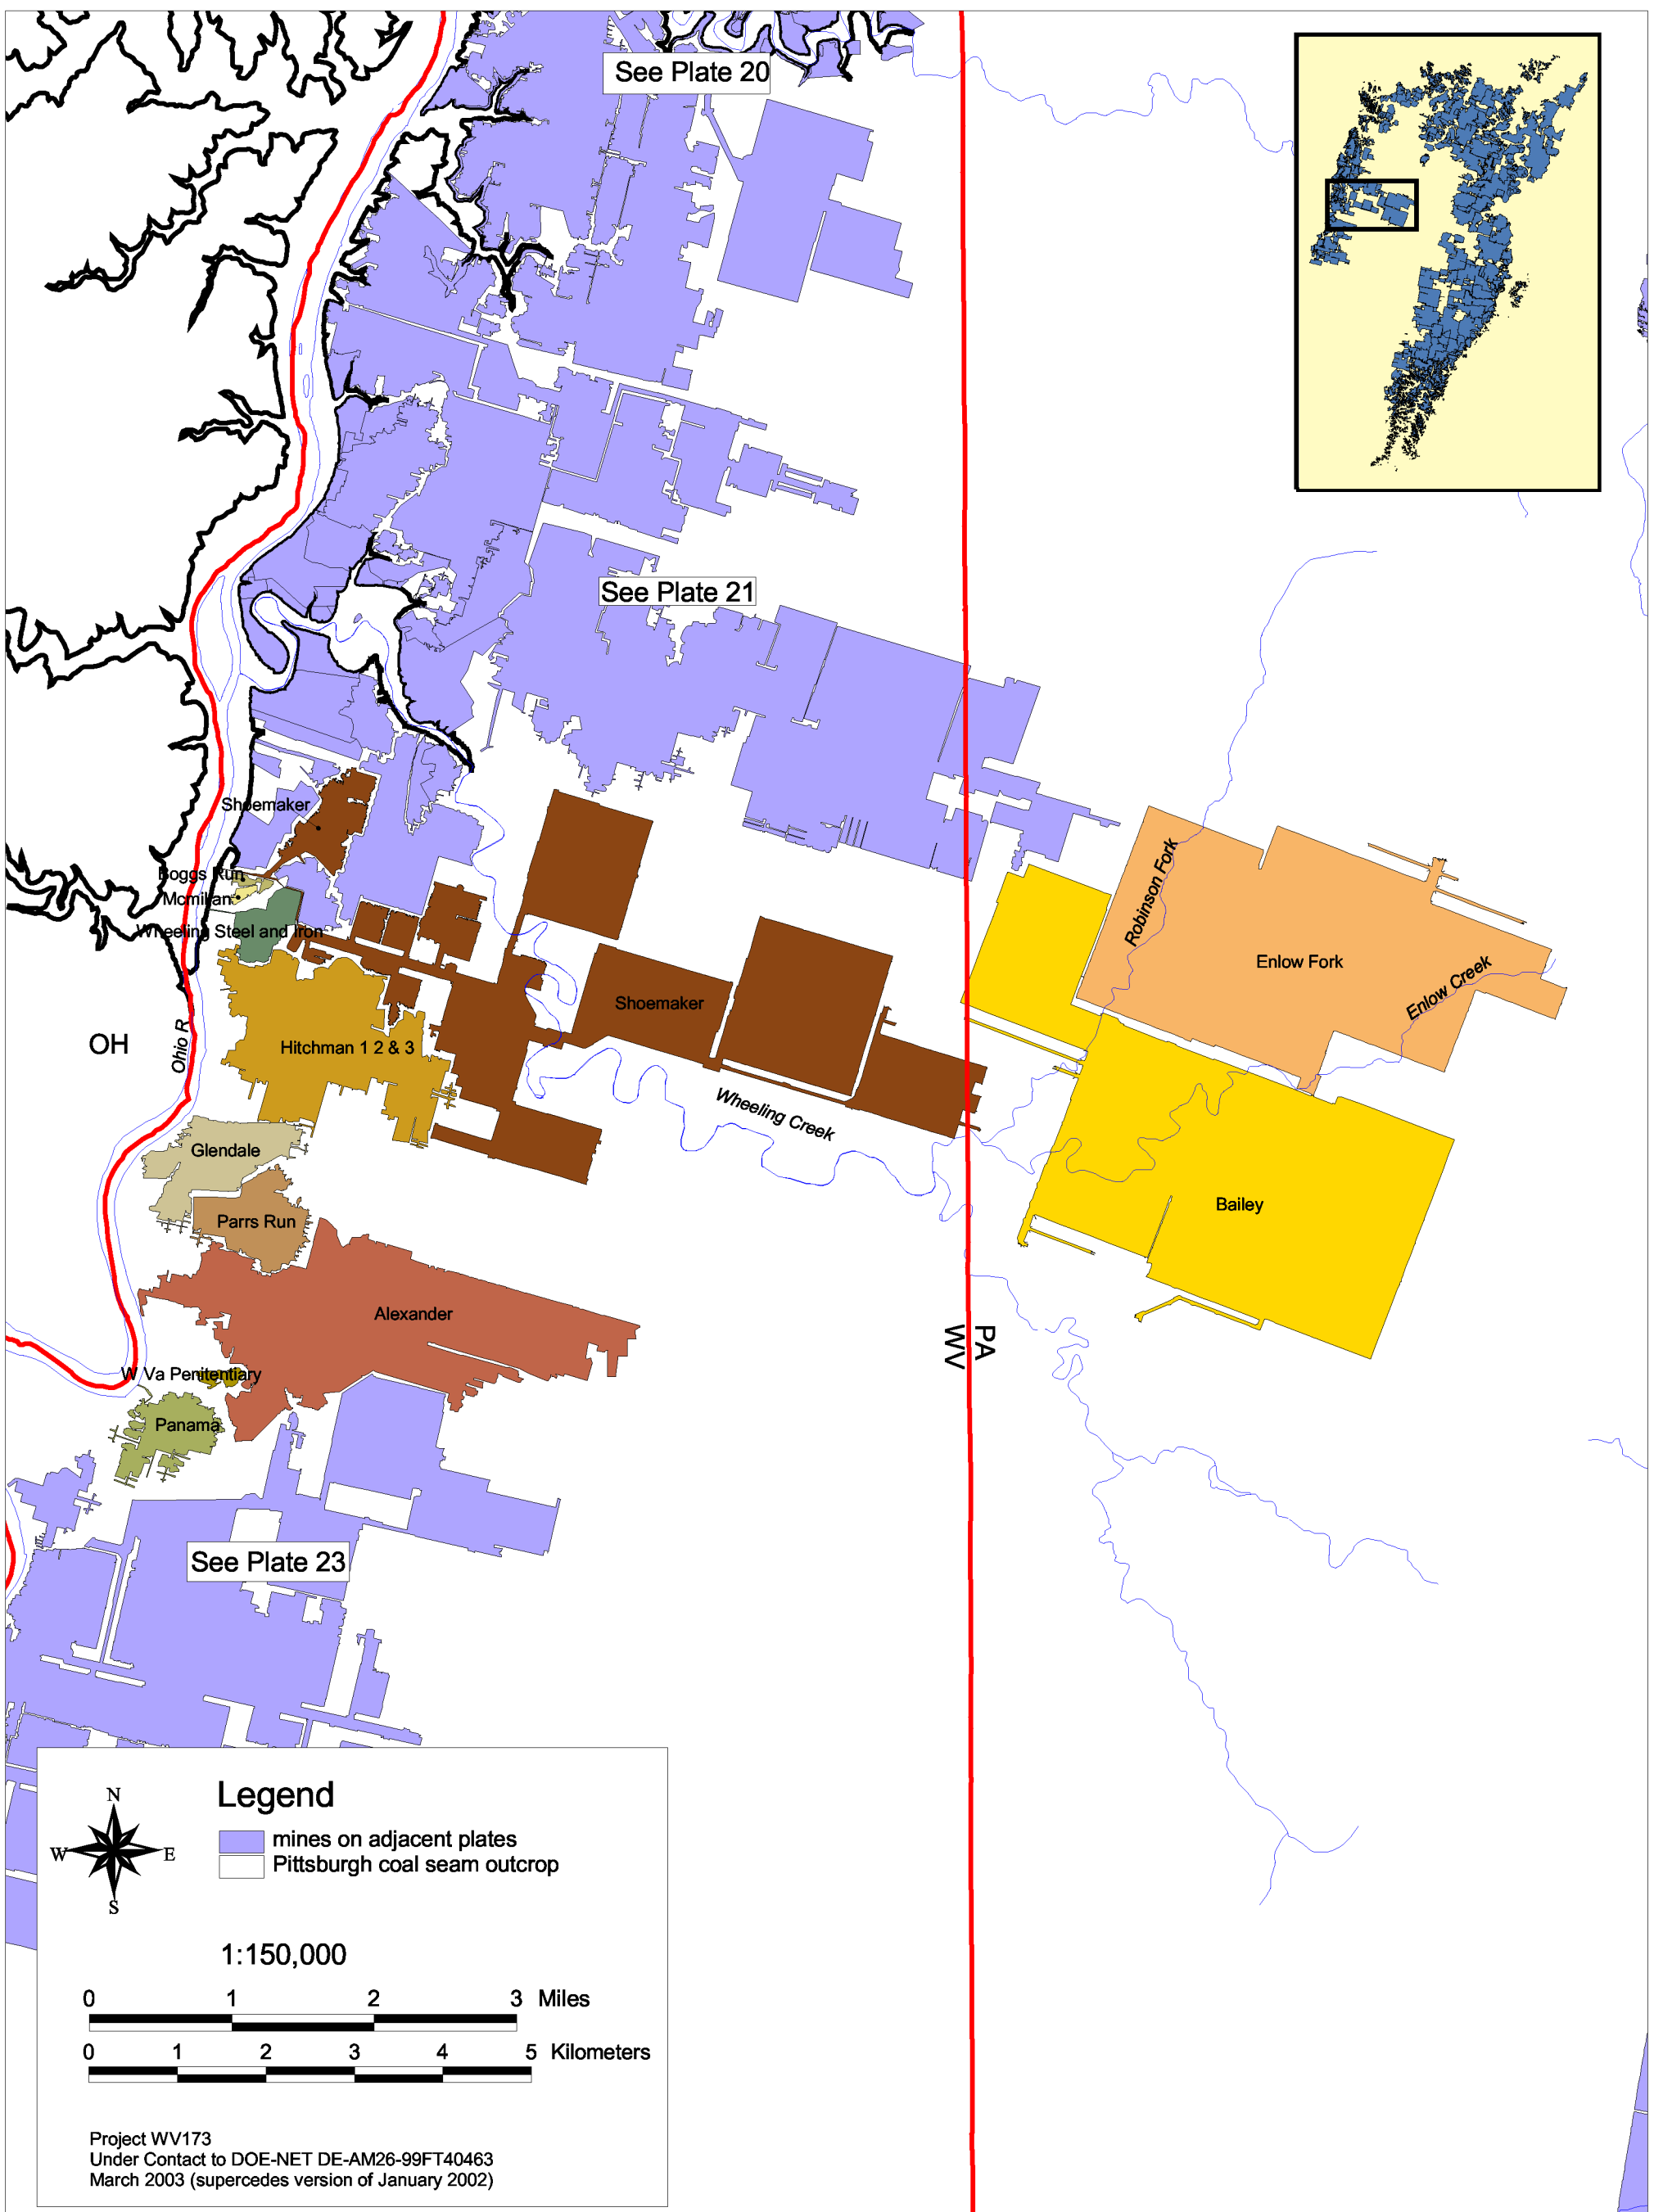 See Plate 20
See Plate 21
Shoemaker
Boggs Run
Mcmillan
Wheeling Steel and Iron
Robinson Fork
Enlow Fork
Enlow Creek
Shoemaker
OH
Ohio R
Hitchman 1 2 & 3
Wheeling Creek
Glendale
Parrs Run
Bailey
Alexander
PA
WV
W Va Penitentiary
Panama
See Plate 23
Legend
N
W
E
S
mines on adjacent plates
Pittsburgh coal seam outcrop
1:150,000
0 1 2 3 Miles
0 1 2 3 4 5 Kilometers
Project WV173
Under Contact to DOE-NET DE-AM26-99FT40463
March 2003 (supercedes version of January 2002)